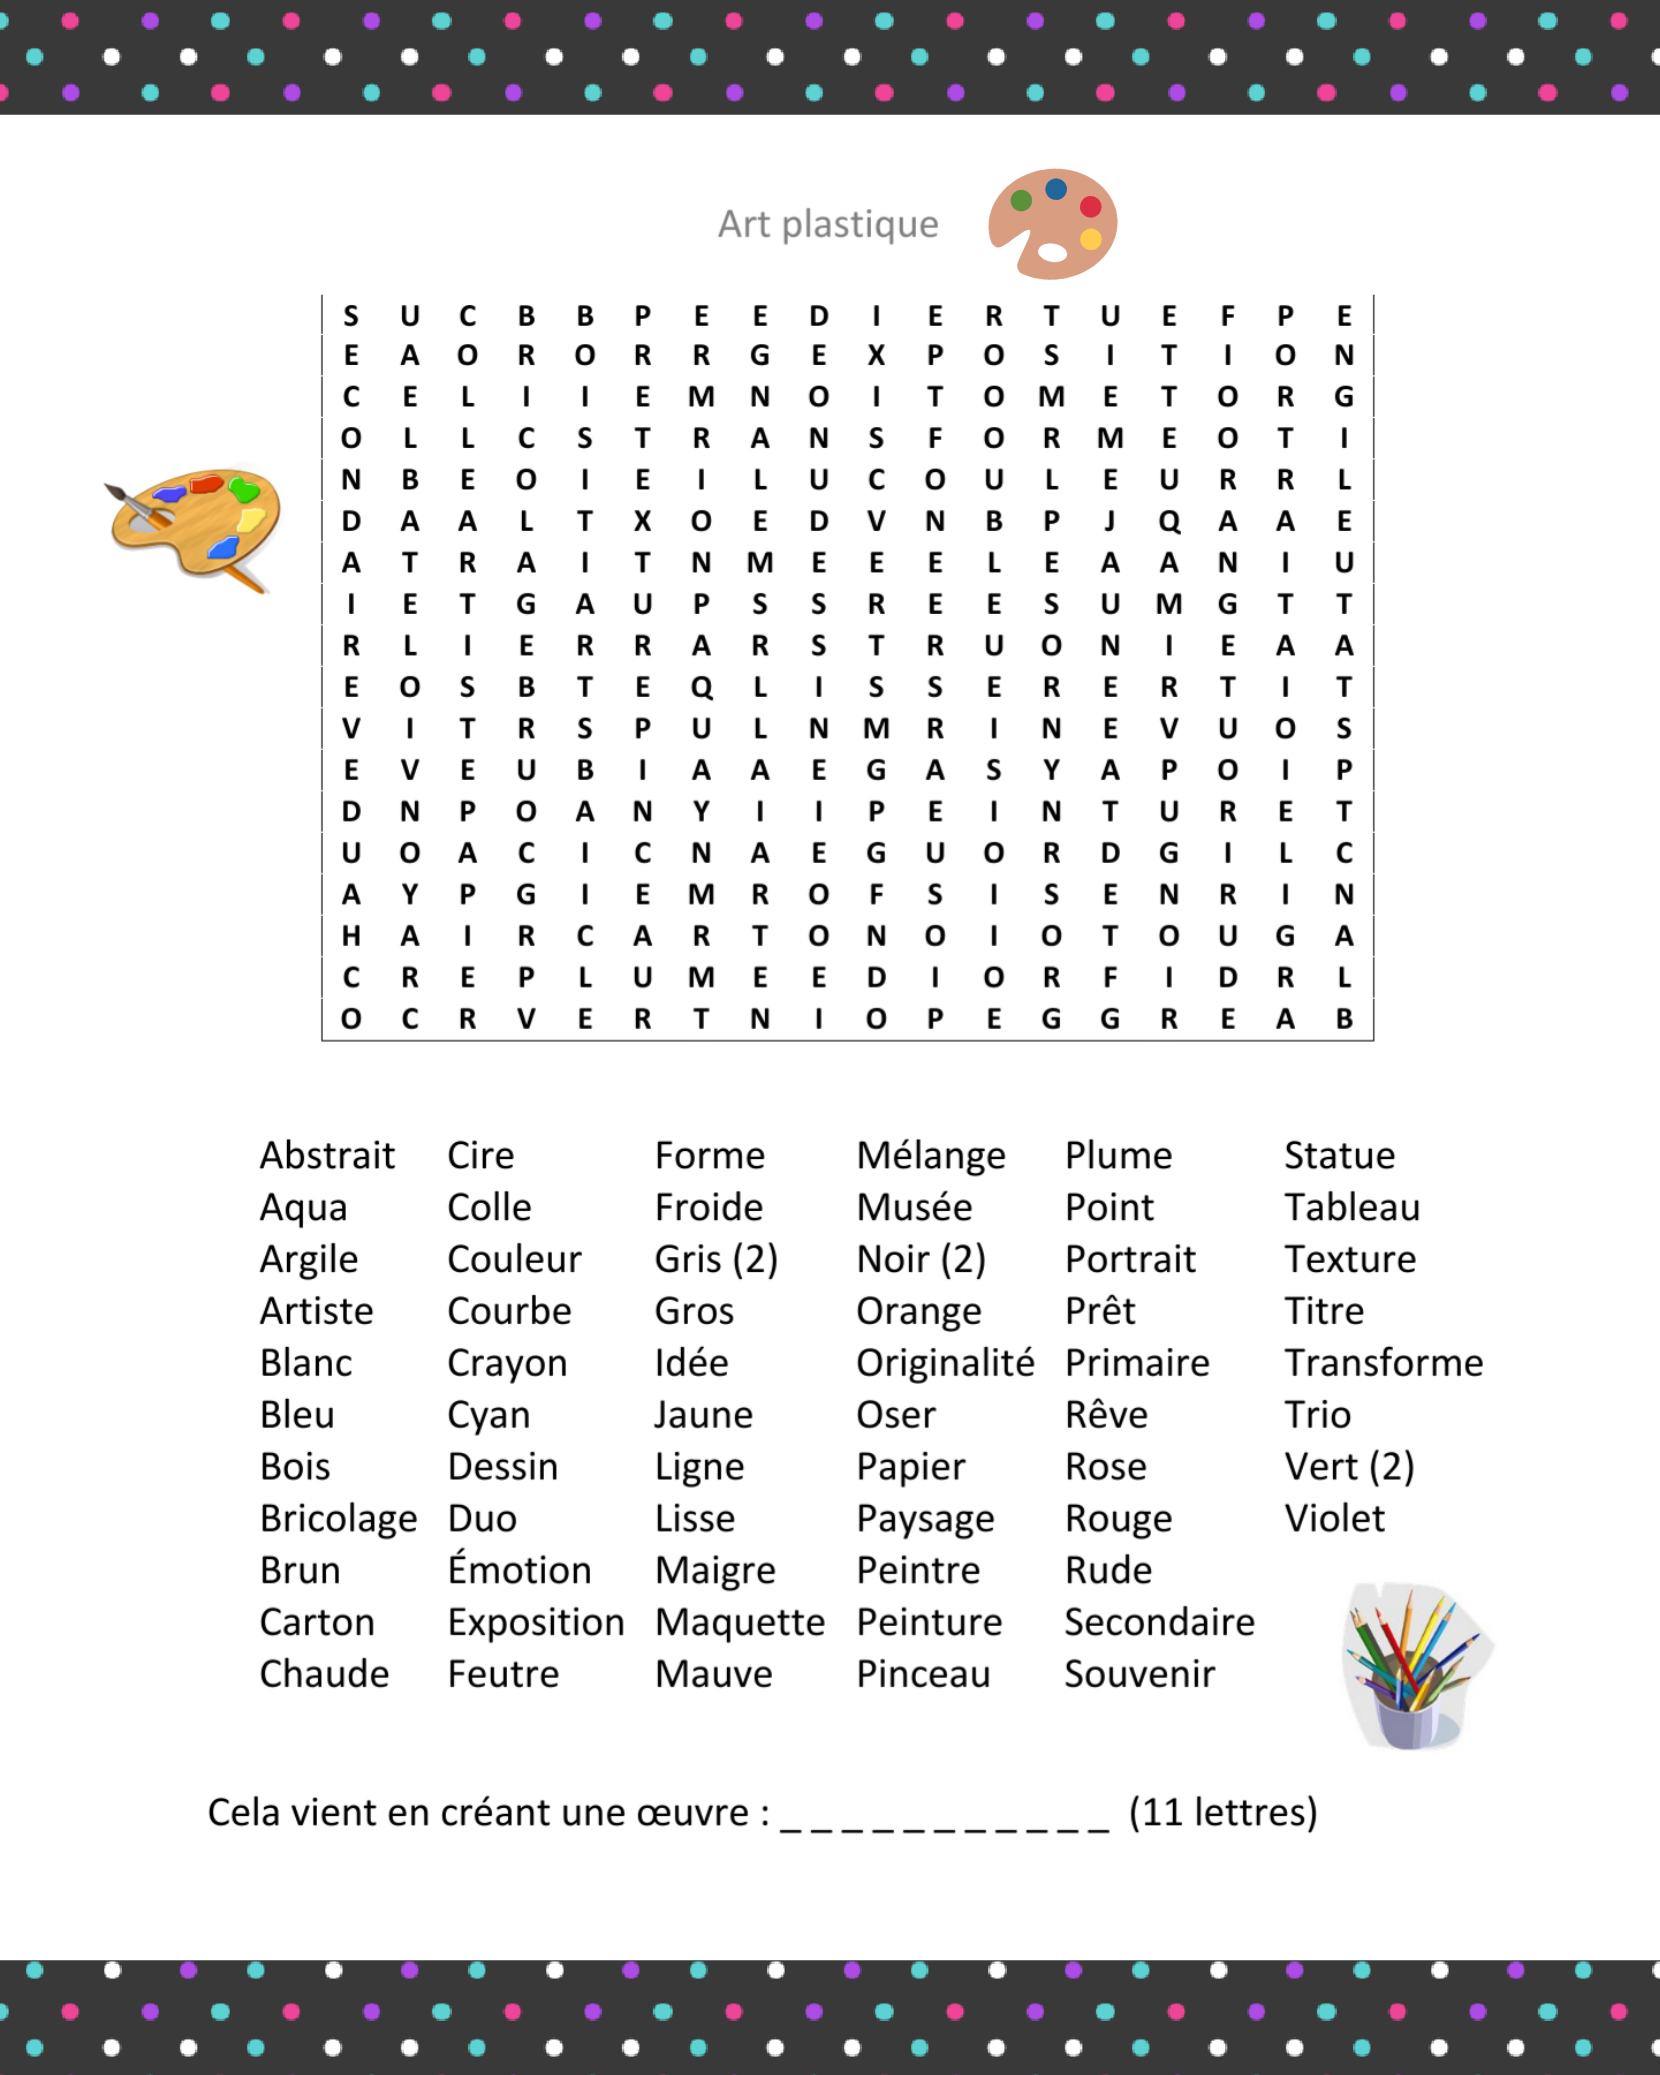 Art plastique
S U C B B P E E D I E R T U E F P E
E A O R O R R G E X P O S I T I O N
C E L I I E M N O I T O M E T O R G
O L L C S T R A N S F O R M E O T I
N B E O I E I L U C O U L E U R R L
D A A L T X O E D V N B P J Q A A E
A T R A I T N M E E E L E A A N I U
I E T G A U P S S R E E S U M G T T
R L I E R R A R S T R U O N I E A A
E O S B T E Q L I S S E R E R T I T
V I T R S P U L N M R I N E V U O S
E V E U B I A A E G A S Y A P O I P
D N P O A N Y I I P E I N T U R E T
U O A C I C N A E G U O R D G I L C
A Y P G I E M R O F S I S E N R I N
H A I R C A R T O N O I O T O U G A
C R E P L U M E E D I O R F I D R L
O C R V E R T N I O P E G G R E A B
Abstrait Cire Forme Mélange Plume Statue
Aqua Colle Froide Musée Point Tableau
Argile Couleur Gris (2) Noir (2) Portrait Texture
Artiste Courbe Gros Orange Prêt Titre
Blanc Crayon Idée Originalité Primaire Transforme
Bleu Cyan Jaune Oser Rêve Trio
Bois Dessin Ligne Papier Rose Vert (2)
Bricolage Duo Lisse Paysage Rouge Violet
Brun Émotion Maigre Peintre Rude
Carton Exposition Maquette Peinture Secondaire
Chaude Feutre Mauve Pinceau Souvenir
Cela vient en créant une œuvre : _ _ _ _ _ _ _ _ _ _ _ (11 lettres)